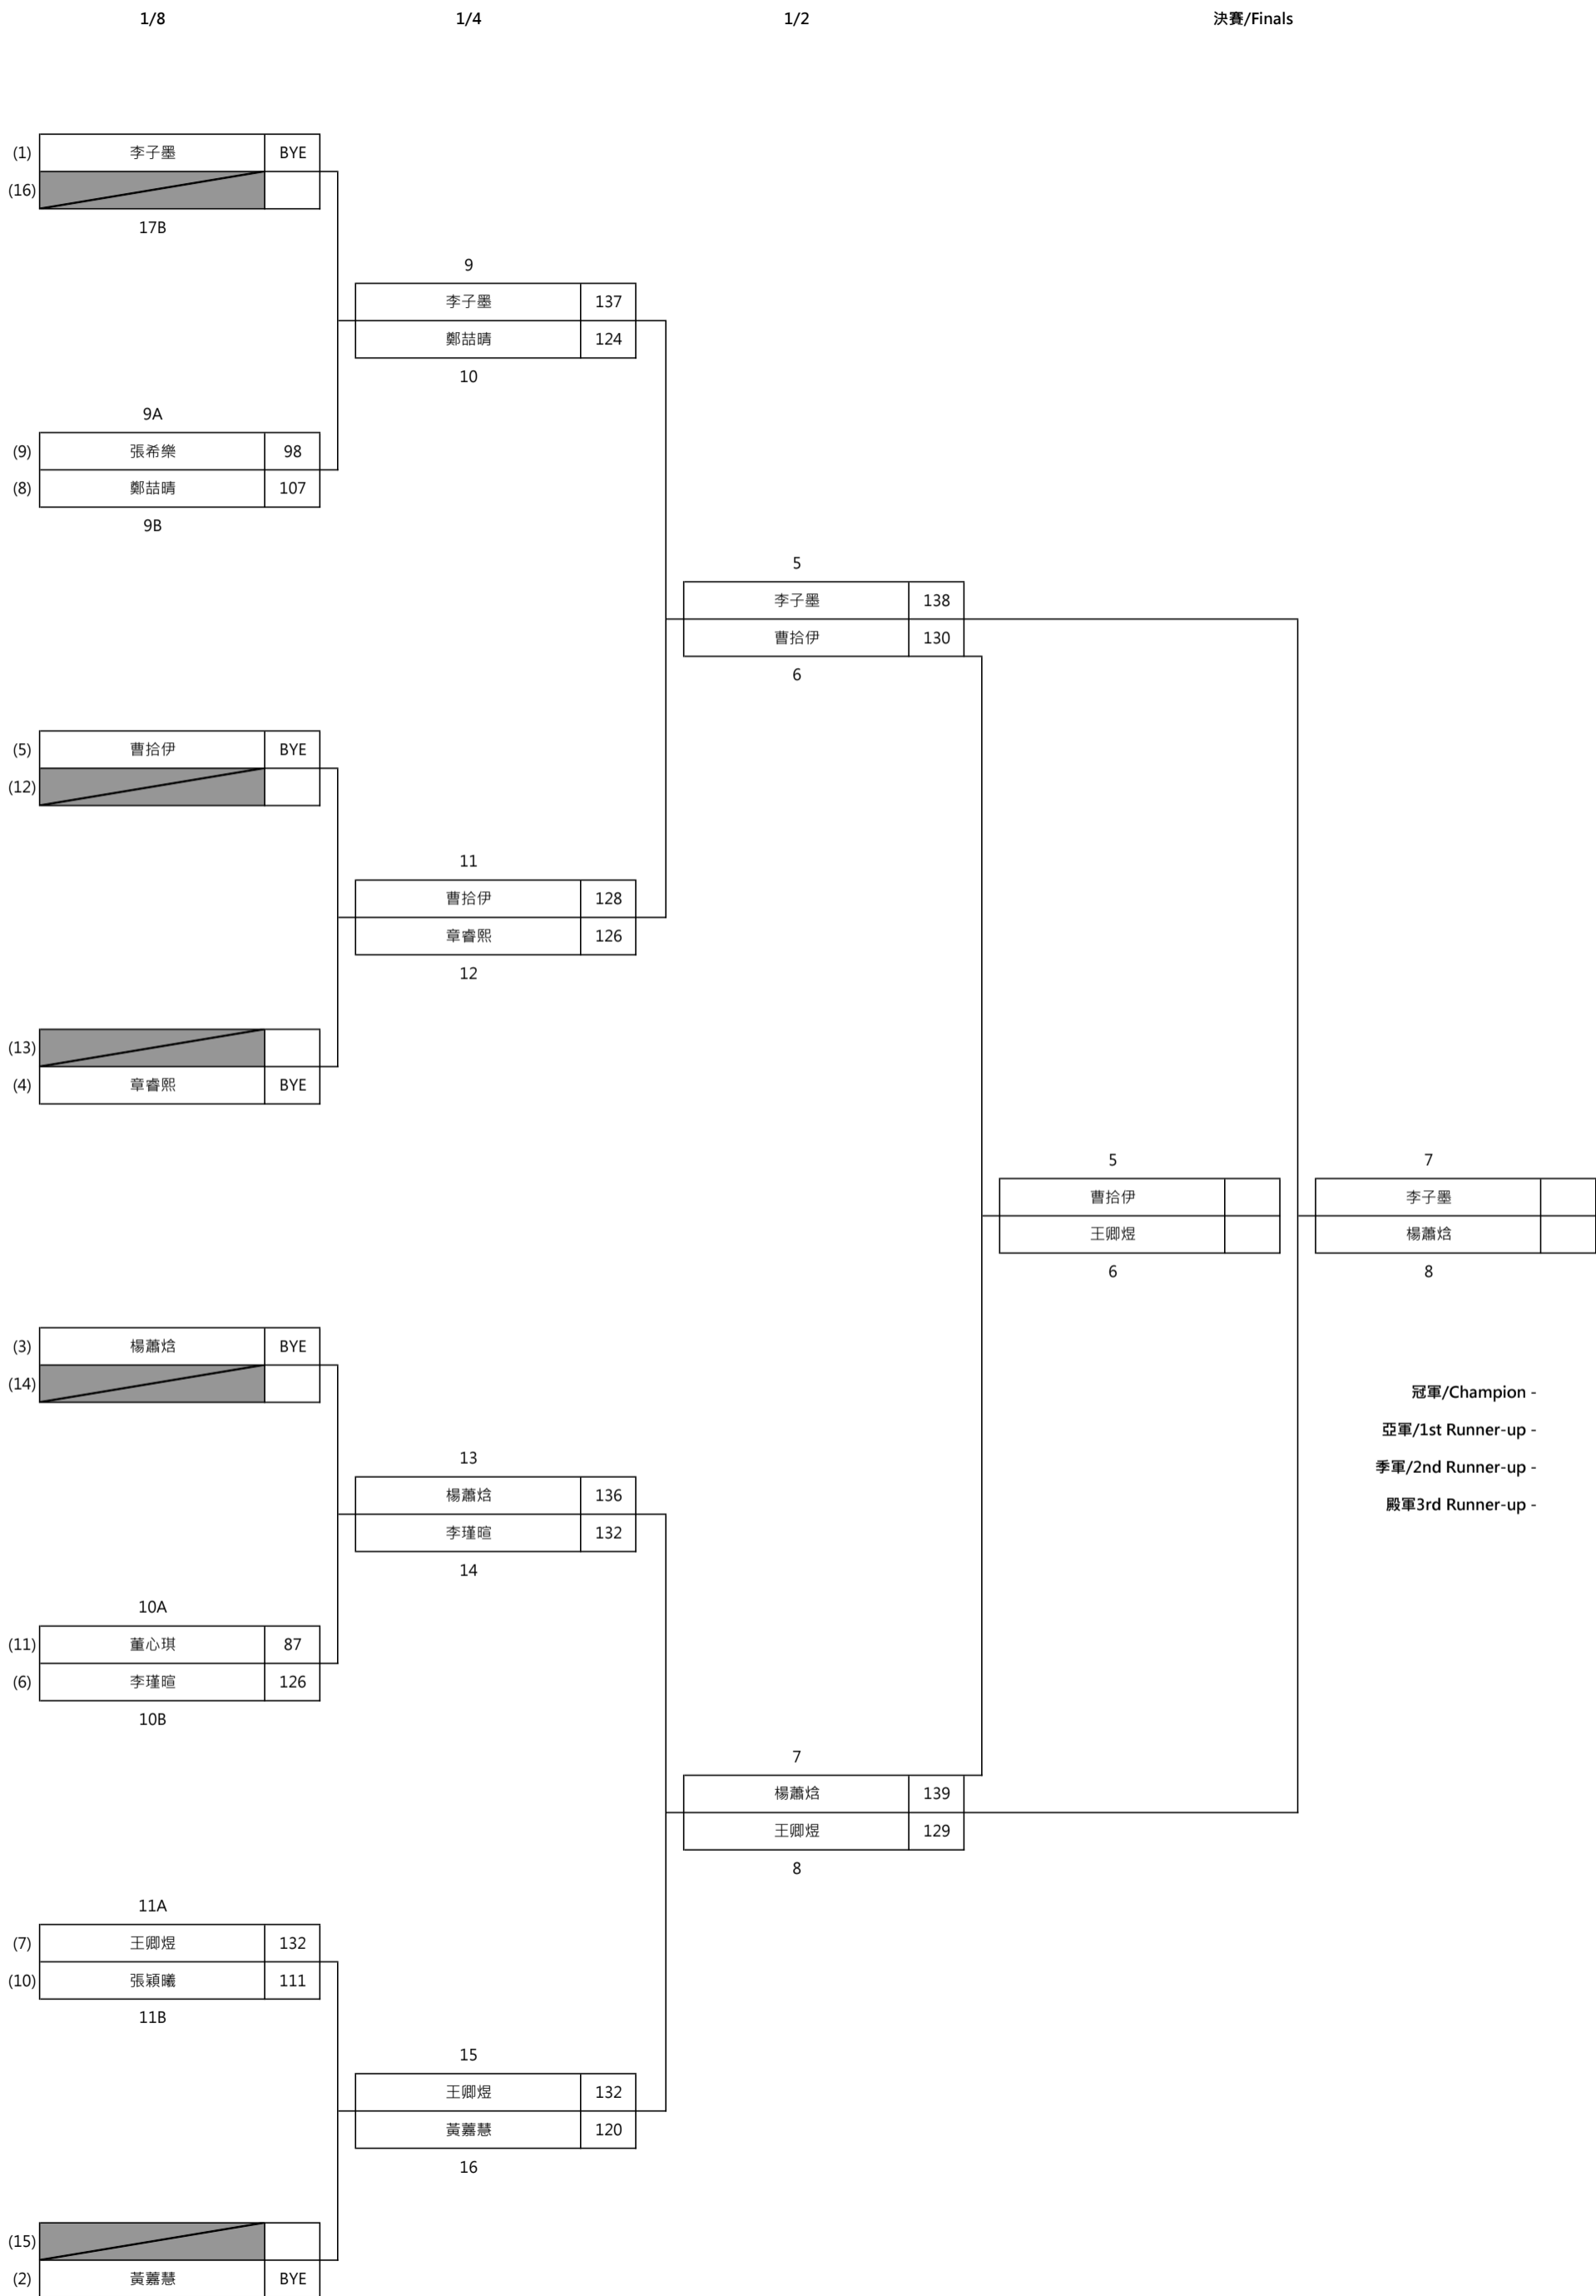 1/8 1/4 1/2 決賽/Finals
(1) 李子墨 BYE
(16)
17B
9
李子墨 137
鄭喆晴 124
10
9A
(9) 張希樂 98
(8) 鄭喆晴 107
9B
5
李子墨 138
曹拾伊 130
6
(5) 曹拾伊 BYE
(12)
11
曹拾伊 128
章睿熙 126
12
(13)
(4) 章睿熙 BYE
5 7
曹拾伊 李子墨
王卿煜 楊蕭焓
6 8
(3) 楊蕭焓 BYE
(14)
冠軍/Champion -
亞軍/1st Runner-up -
季軍/2nd Runner-up -
殿軍3rd Runner-up -
13
楊蕭焓 136
李瑾暄 132
14
10A
(11) 董心琪 87
(6) 李瑾暄 126
10B
7
楊蕭焓 139
王卿煜 129
8
11A
(7) 王卿煜 132
(10) 張穎曦 111
11B
15
王卿煜 132
黃藹慧 120
16
(15)
(2) 黃藹慧 BYE